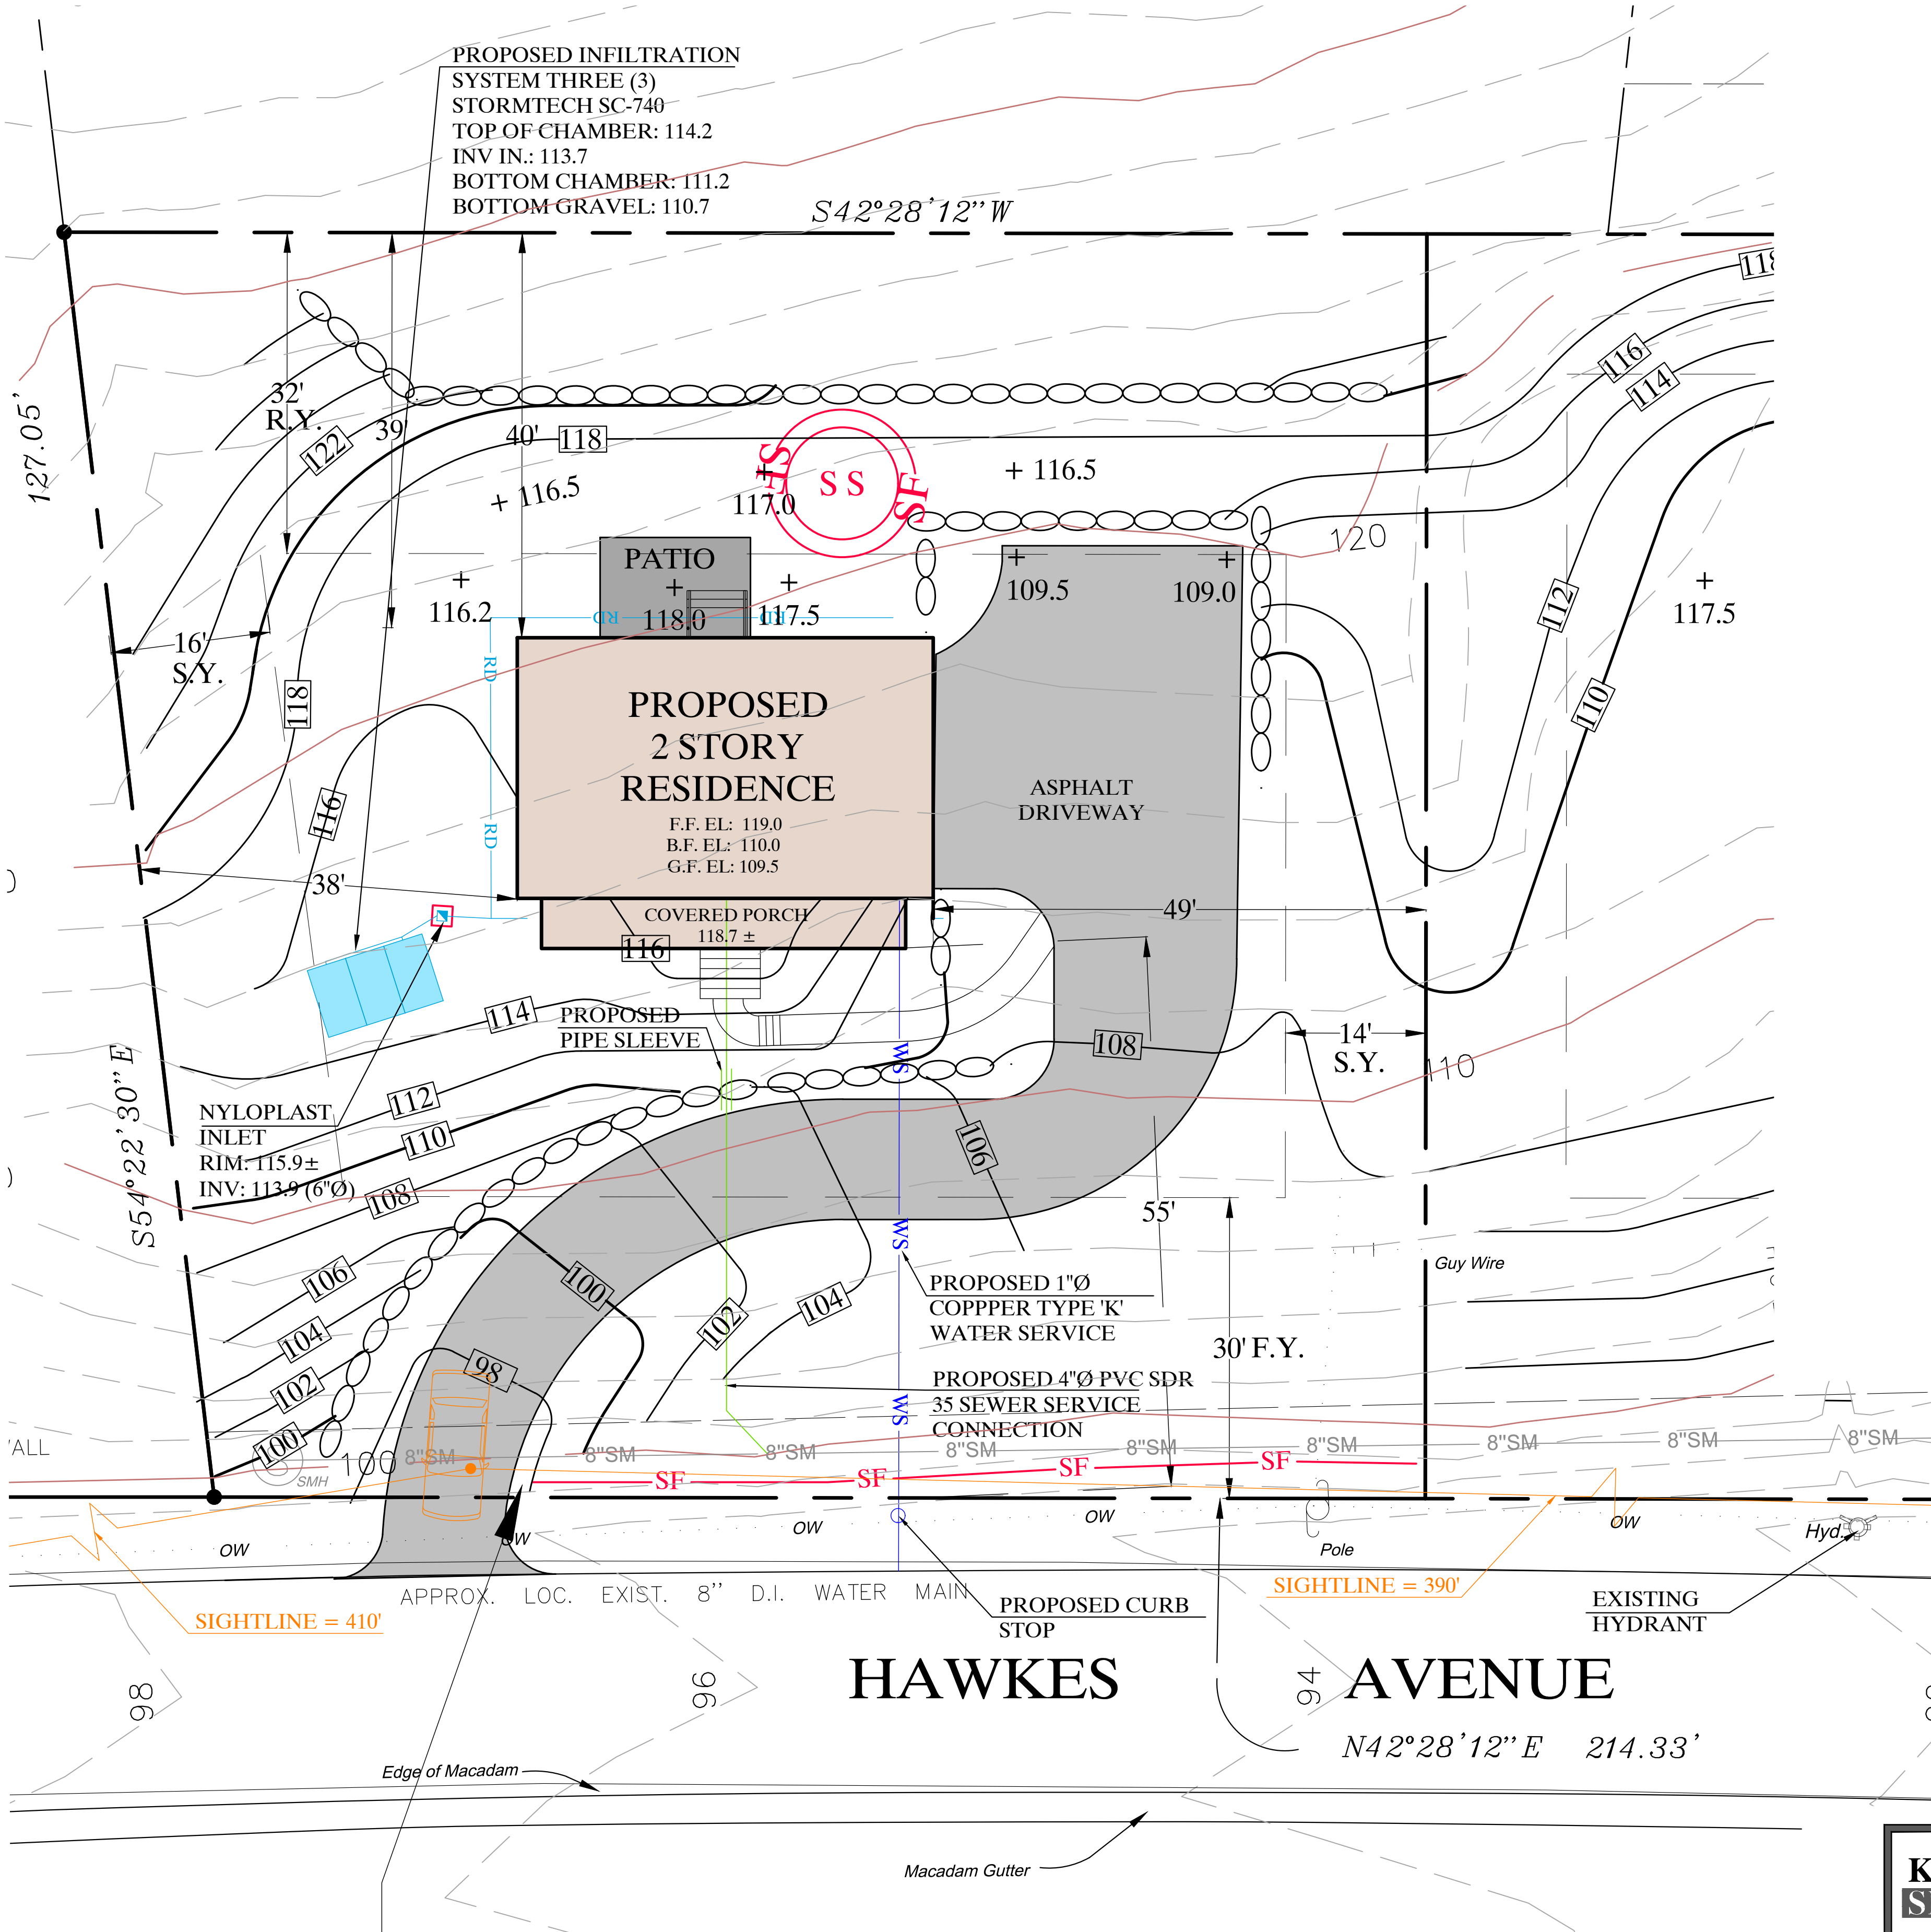 PROPOSED INFILTRATION
SYSTEM THREE (3)
STORMTECH SC-740
TOP OF CHAMBER: 114.2
INV IN.: 113.7
BOTTOM CHAMBER: 111.2
BOTTOM GRAVEL: 110.7
S42°28'12"W
118
116
114
127.05'
32'
R.Y.
39'
40'
122
118
+ 116.5
+
117.0
SF
S S
SF
+ 116.5
120
PATIO
+
118.0
+
116.2
+
117.5
+
109.5
+
109.0
112
+
117.5
RD
RD
16'
S.Y.
RD
118
110
PROPOSED
2 STORY
RESIDENCE
F.F. EL: 119.0
B.F. EL: 110.0
G.F. EL: 109.5
ASPHALT
DRIVEWAY
116
RD
38'
49'
COVERED PORCH
118.7 ±
116
114
PROPOSED
PIPE SLEEVE
WS
108
14'
S.Y.
110
S54°22'30"E
NYLOPLAST
INLET
RIM: 115.9±
INV: 113.9 (6"Ø)
112
110
108
106
55'
WS
106
104
102
100
100
102
104
PROPOSED 1"Ø
COPPPER TYPE 'K'
WATER SERVICE
Guy Wire
30' F.Y.
98
PROPOSED 4"Ø PVC SDR
35 SEWER SERVICE
CONNECTION
WS
8"SM
8"SM
8"SM
8"SM
8"SM
8"SM
8"SM
8"SM
8"SM
S
SMH
100
SF
SF
SF
SF
OW
OW
OW
OW
OW
Pole
Hyd.
APPROX. LOC. EXIST. 8" D.I. WATER MAIN
SIGHTLINE = 410'
SIGHTLINE = 390'
PROPOSED CURB
STOP
EXISTING
HYDRANT
98
96
94
HAWKES AVENUE
N42°28'12"E 214.33'
Edge of Macadam
Macadam Gutter
K